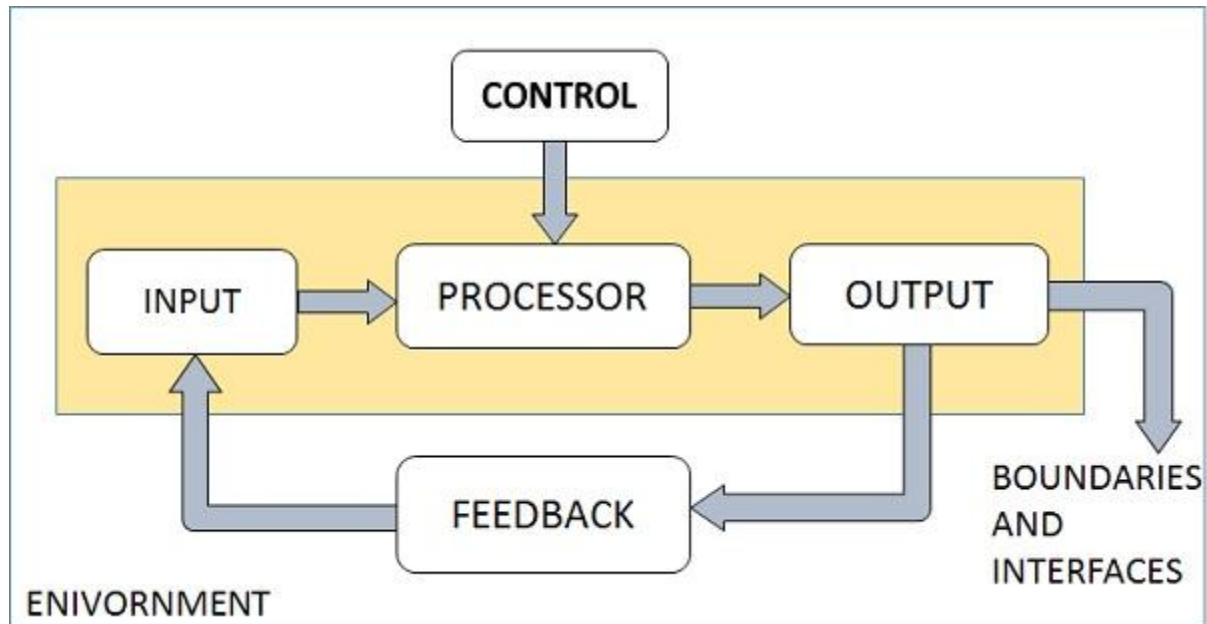 CONTROL
INPUT
PROCESSOR
OUTPUT
FEEDBACK
BOUNDARIES
AND
INTERFACES
ENIVORNMENT